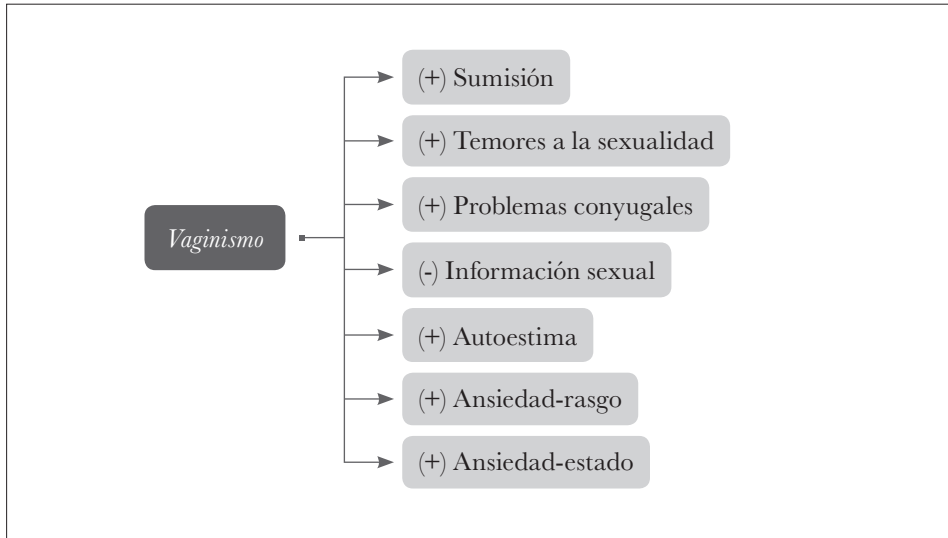 (+) Sumisión
(+) Temores a la sexualidad
(+) Problemas conyugales
Vaginismo
(-) Información sexual
(+) Autoestima
(+) Ansiedad-rasgo
(+) Ansiedad-estado